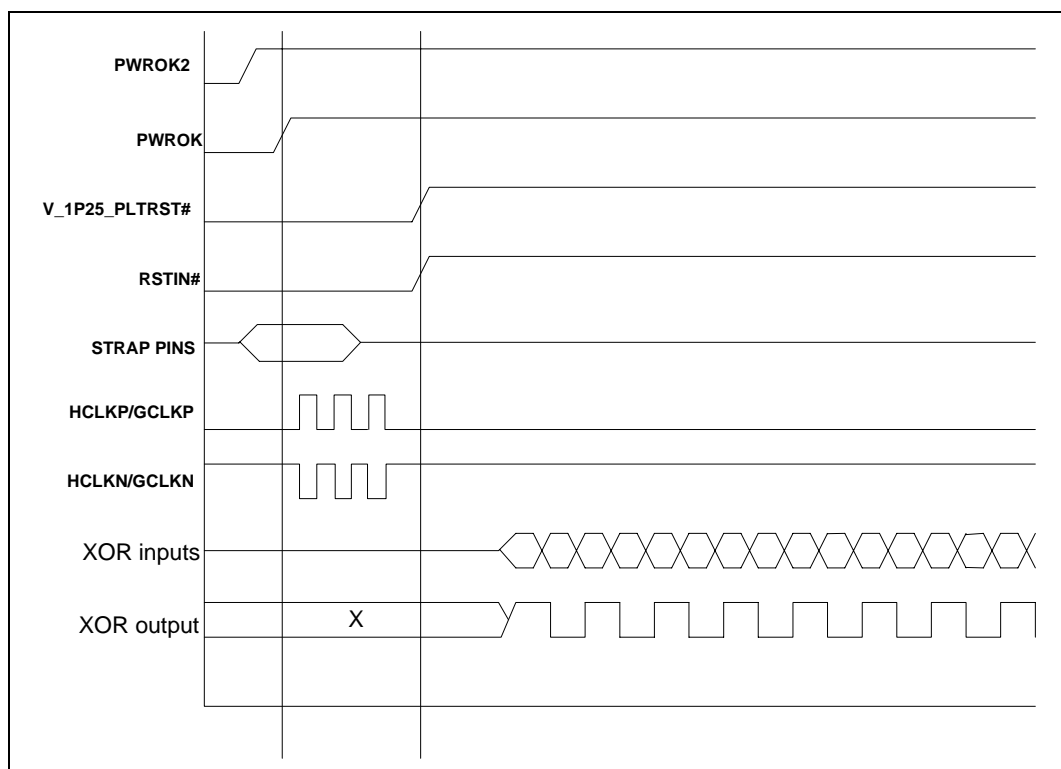 PWROK2
PWROK
V_1P25_PLTRST#
RSTIN#
STRAP PINS
HCLKP/GCLKP
HCLKN/GCLKN
XOR inputs
XOR output
X